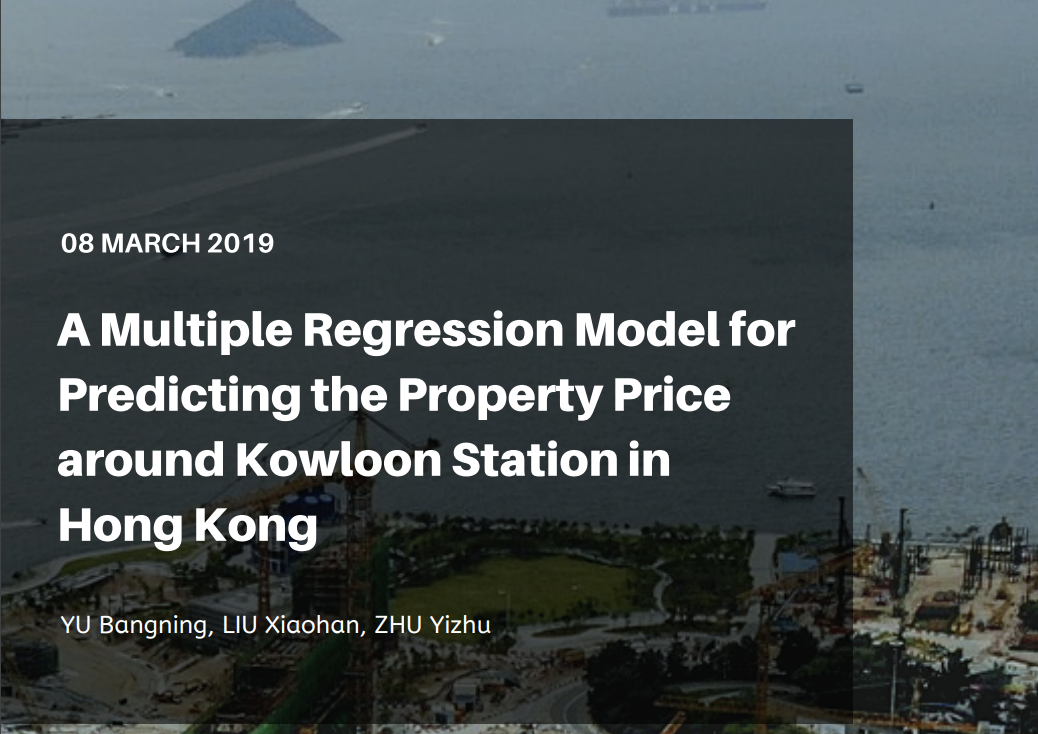 08 MARCH 2019
A Multiple Regression Model for
Predicting the Property Price
around Kowloon Station in
Hong Kong
YU Bangning, LIU Xiaohan, ZHU Yizhu